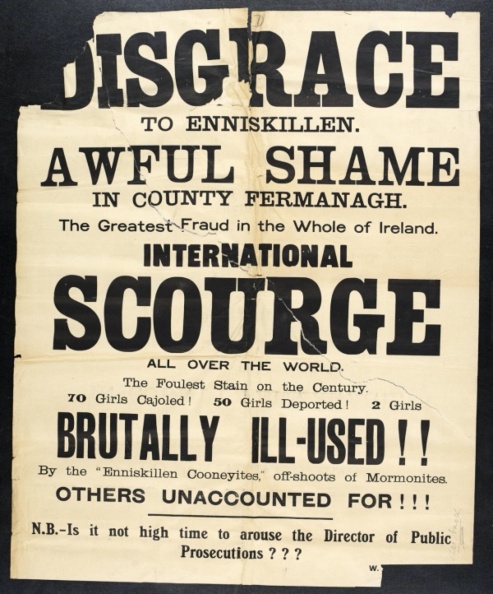 DISGRACE
TO ENNISKILLEN.
AWFUL SHAME
IN COUNTY FERMANAGH.
The Greatest Fraud in the Whole of Ireland.
INTERNATIONAL
SCOURGE
ALL OVER THE WORLD.
The Foulest Stain on the Century.
70 Girls Cajoled! 50 Girls Deported! 2 Girls
BRUTALLY ILL-USED!!
By the "Enniskillen Cooneyites," off-shoots of Mormonites.
OTHERS UNACCOUNTED FOR!!!
N.B.-Is it not high time to arouse the Director of Public
Prosecutions ? ? ?
W.